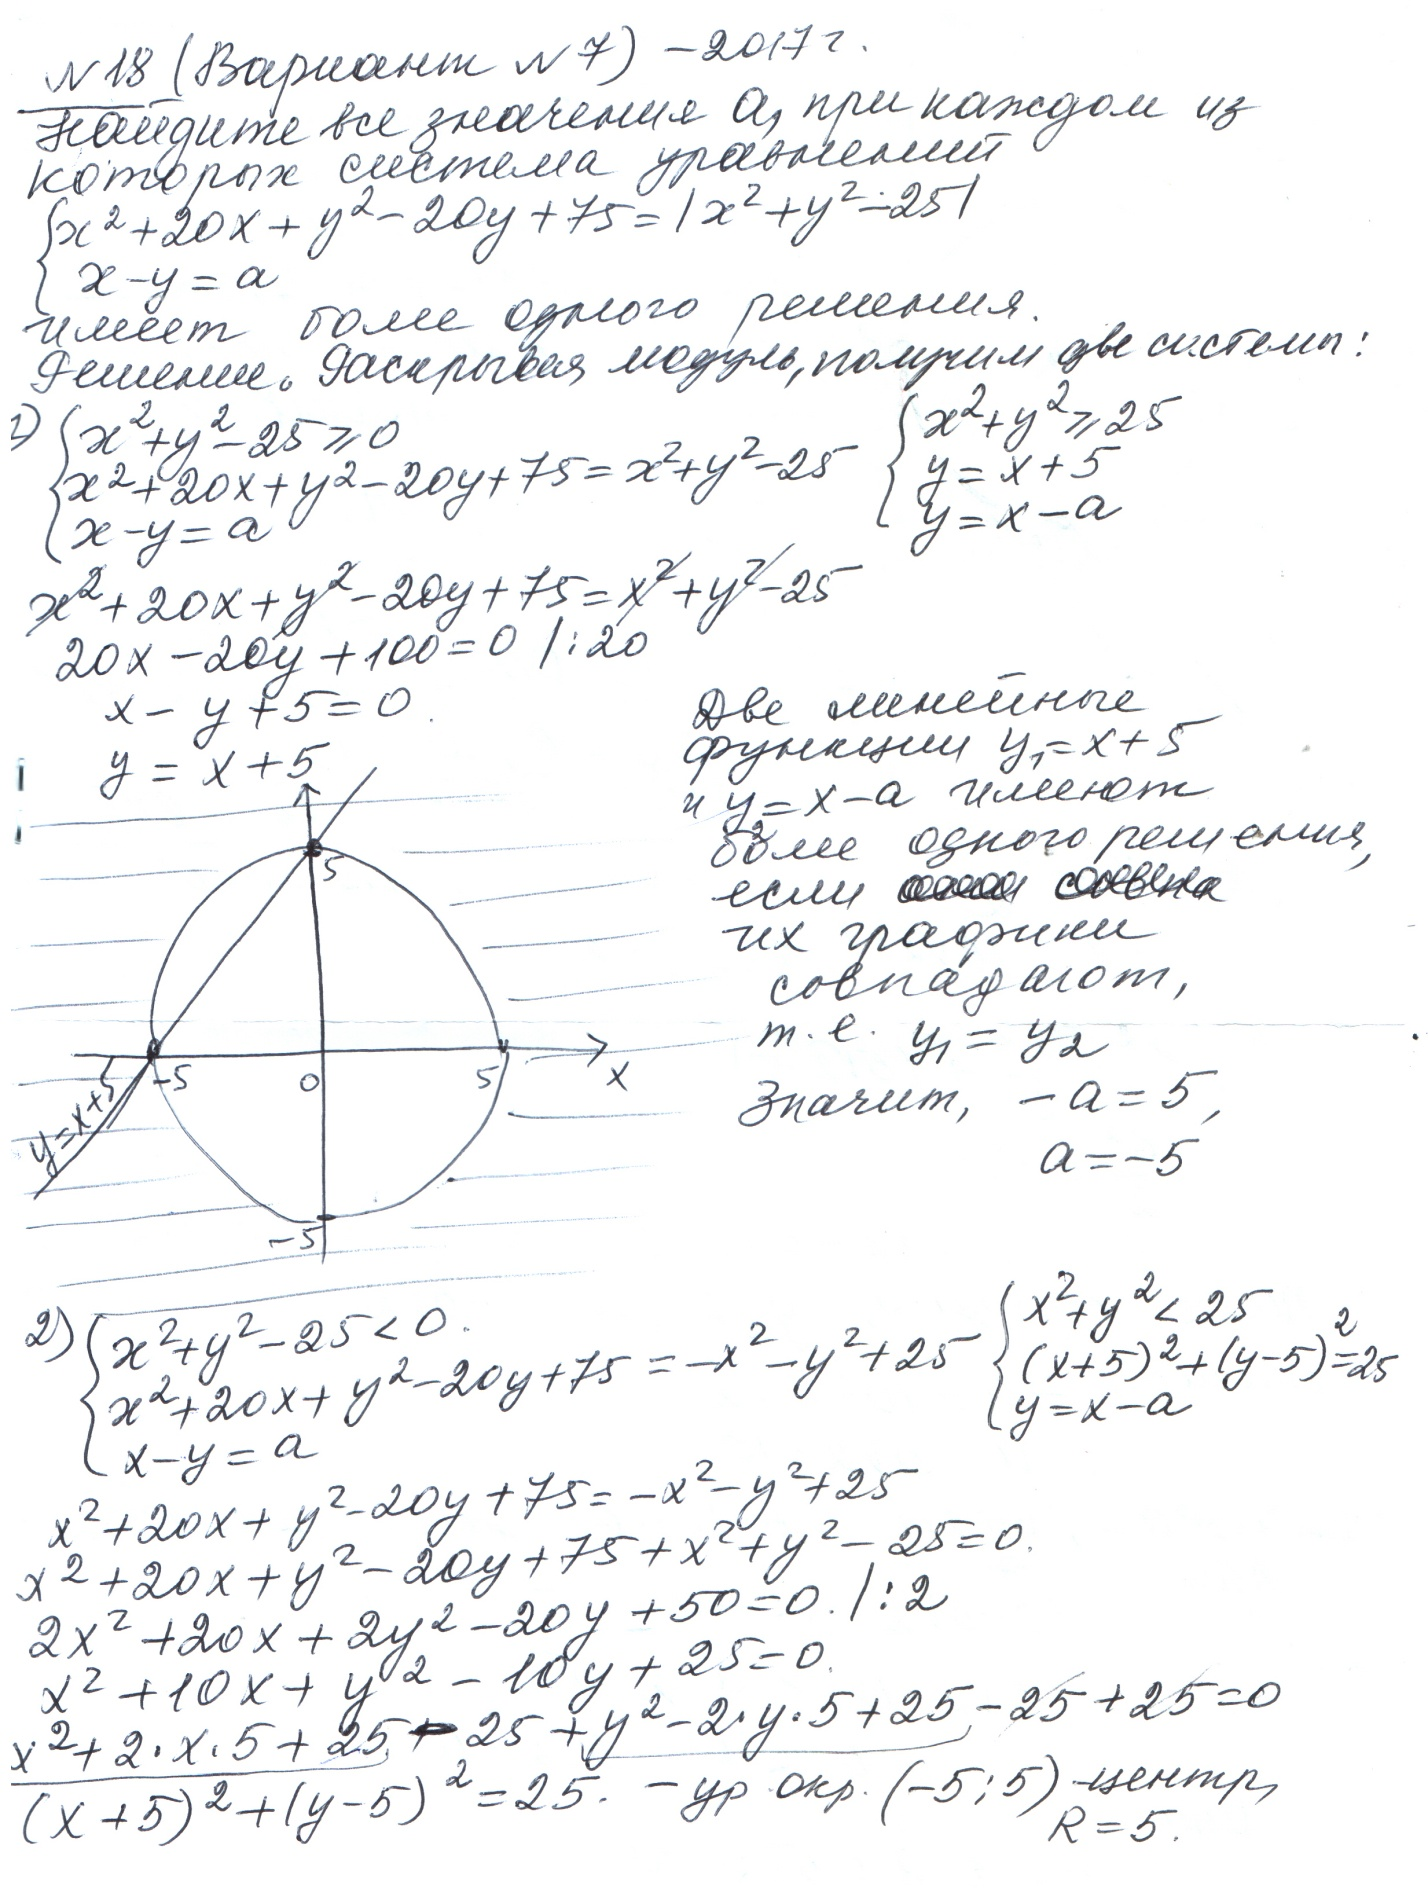 №18 (Вариант №7) – 2017 г.
Найдите все значения а, при каждом из
которых система уравнений
{ x² + 20x + y² – 20y + 75 = |x² + y² – 25|
x – y = a
имеет более одного решения.
Решение. Раскрывая модуль, получим две системы:
1) { x² + y² – 25 ≥ 0
x² + 20x + y² – 20y + 75 = x² + y² – 25
x – y = a
{ x² + y² ≥ 25
y = x + 5
y = x – a
x² + 20x + y² – 20y + 75 = x² + y² – 25
20x – 20y + 100 = 0 |:20
x – y + 5 = 0.
y = x + 5
5
-5
0
5
x
y = x + 5
-5
Две линейные
функции y₁ = x + 5
и y₂ = x – a имеют
более одного решения,
если
их графики
совпадают,
т.е. y₁ = y₂
Значит, – a = 5,
a = –5
2) { x² + y² – 25 < 0.
x² + 20x + y² – 20y + 75 = –x² – y² + 25
x – y = a
{ x² + y² < 25
(x + 5)² + (y – 5)² = 25
y = x – a
x² + 20x + y² – 20y + 75 = –x² – y² + 25
x² + 20x + y² – 20y + 75 + x² + y² – 25 = 0.
2x² + 20x + 2y² – 20y + 50 = 0. |:2
x² + 10x + y² – 10y + 25 = 0.
x² + 2·x·5 + 25 – 25 + y² – 2·y·5 + 25 – 25 + 25 = 0
(x + 5)² + (y – 5)² = 25. – ур окр. (–5; 5) – центр,
R = 5.